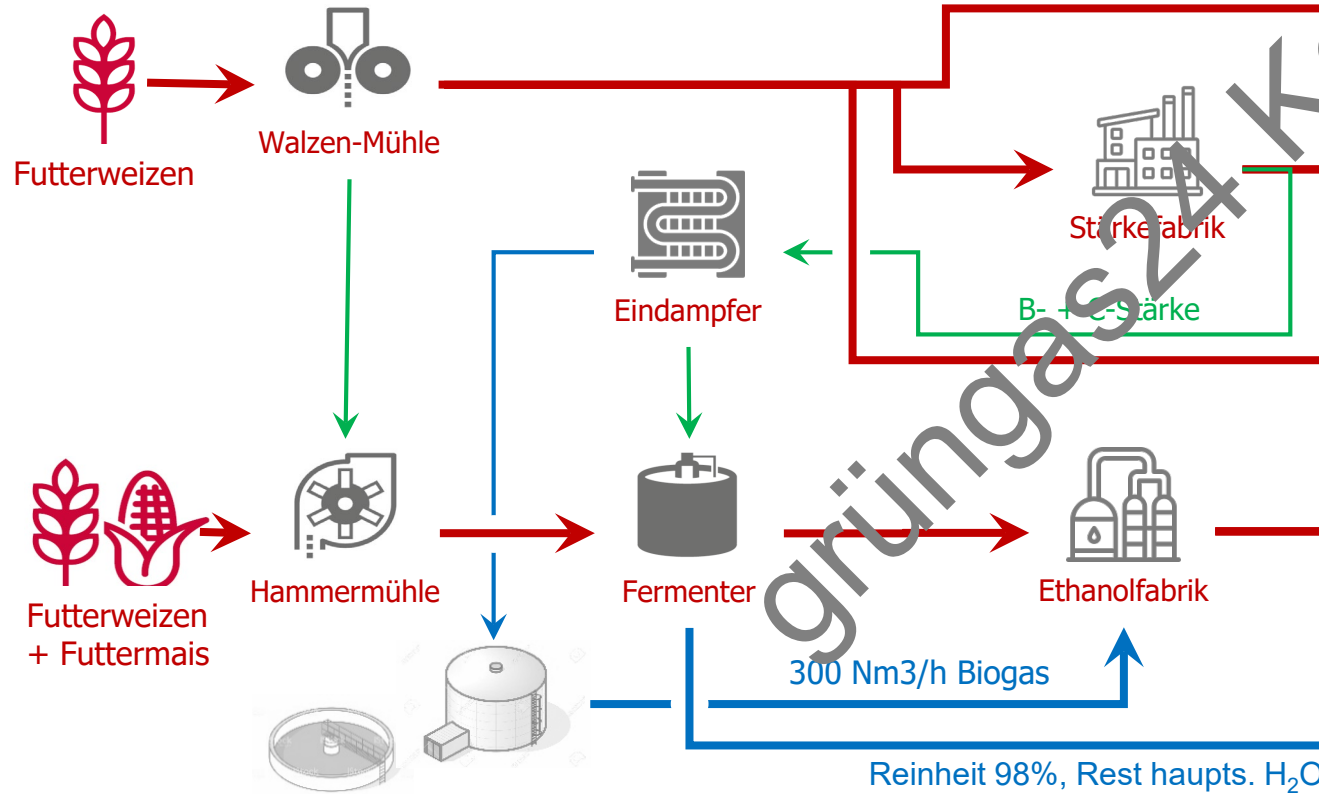 Walzen-Mühle
Futterweizen
Stärkefabrik
Eindampfer
B- + C-Stärke
Hammermühle
Fermenter
Ethanolfabrik
Futterweizen
+ Futtermais
300 Nm3/h Biogas
Reinheit 98%, Rest haupts. H₂O
grüngas24